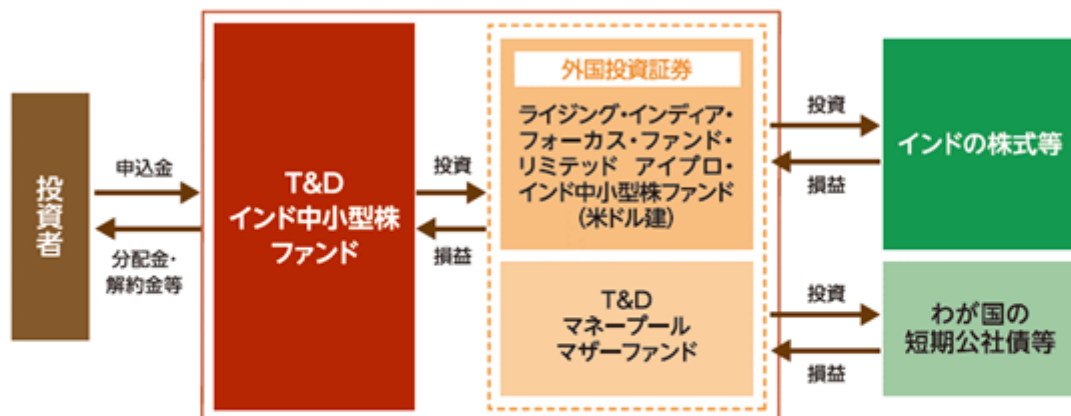 投資者
申込金
分配金・
解約金等
T&D
インド中小型株
ファンド
投資
損益
外国投資証券
ライジング・インディア・
フォーカス・ファンド・
リミテッド アイプロ・
インド中小型株ファンド
(米ドル建)
T&D
マネープール
マザーファンド
投資
損益
インドの株式等
投資
損益
わが国の
短期公社債等